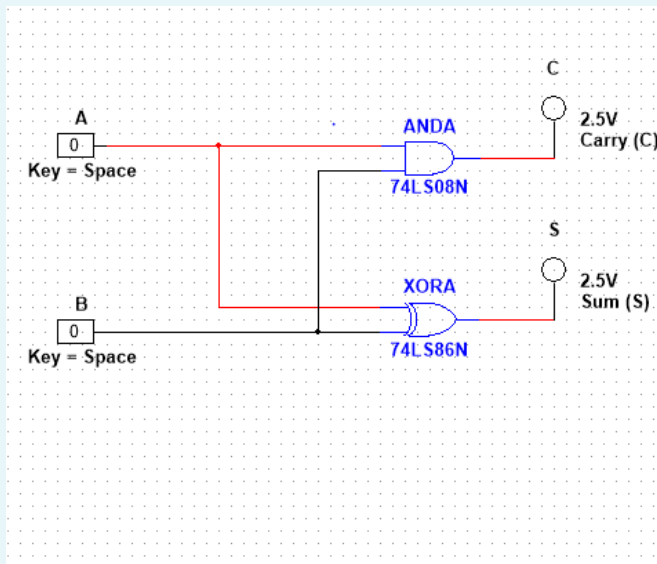 C
A
ANDA
2.5V
0
Carry (C)
Key = Space
74LS08N
S
XORA
2.5V
B
Sum (S)
0
Key = Space
74LS86N